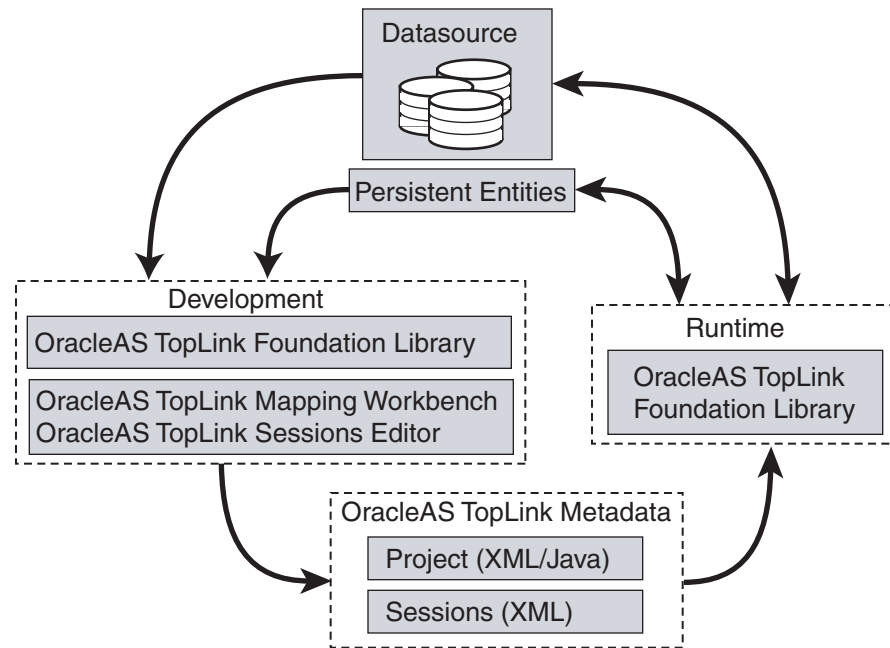 Datasource
Persistent Entities
Development
OracleAS TopLink Foundation Library
OracleAS TopLink Mapping Workbench
OracleAS TopLink Sessions Editor
Runtime
OracleAS TopLink
Foundation Library
OracleAS TopLink Metadata
Project (XML/Java)
Sessions (XML)